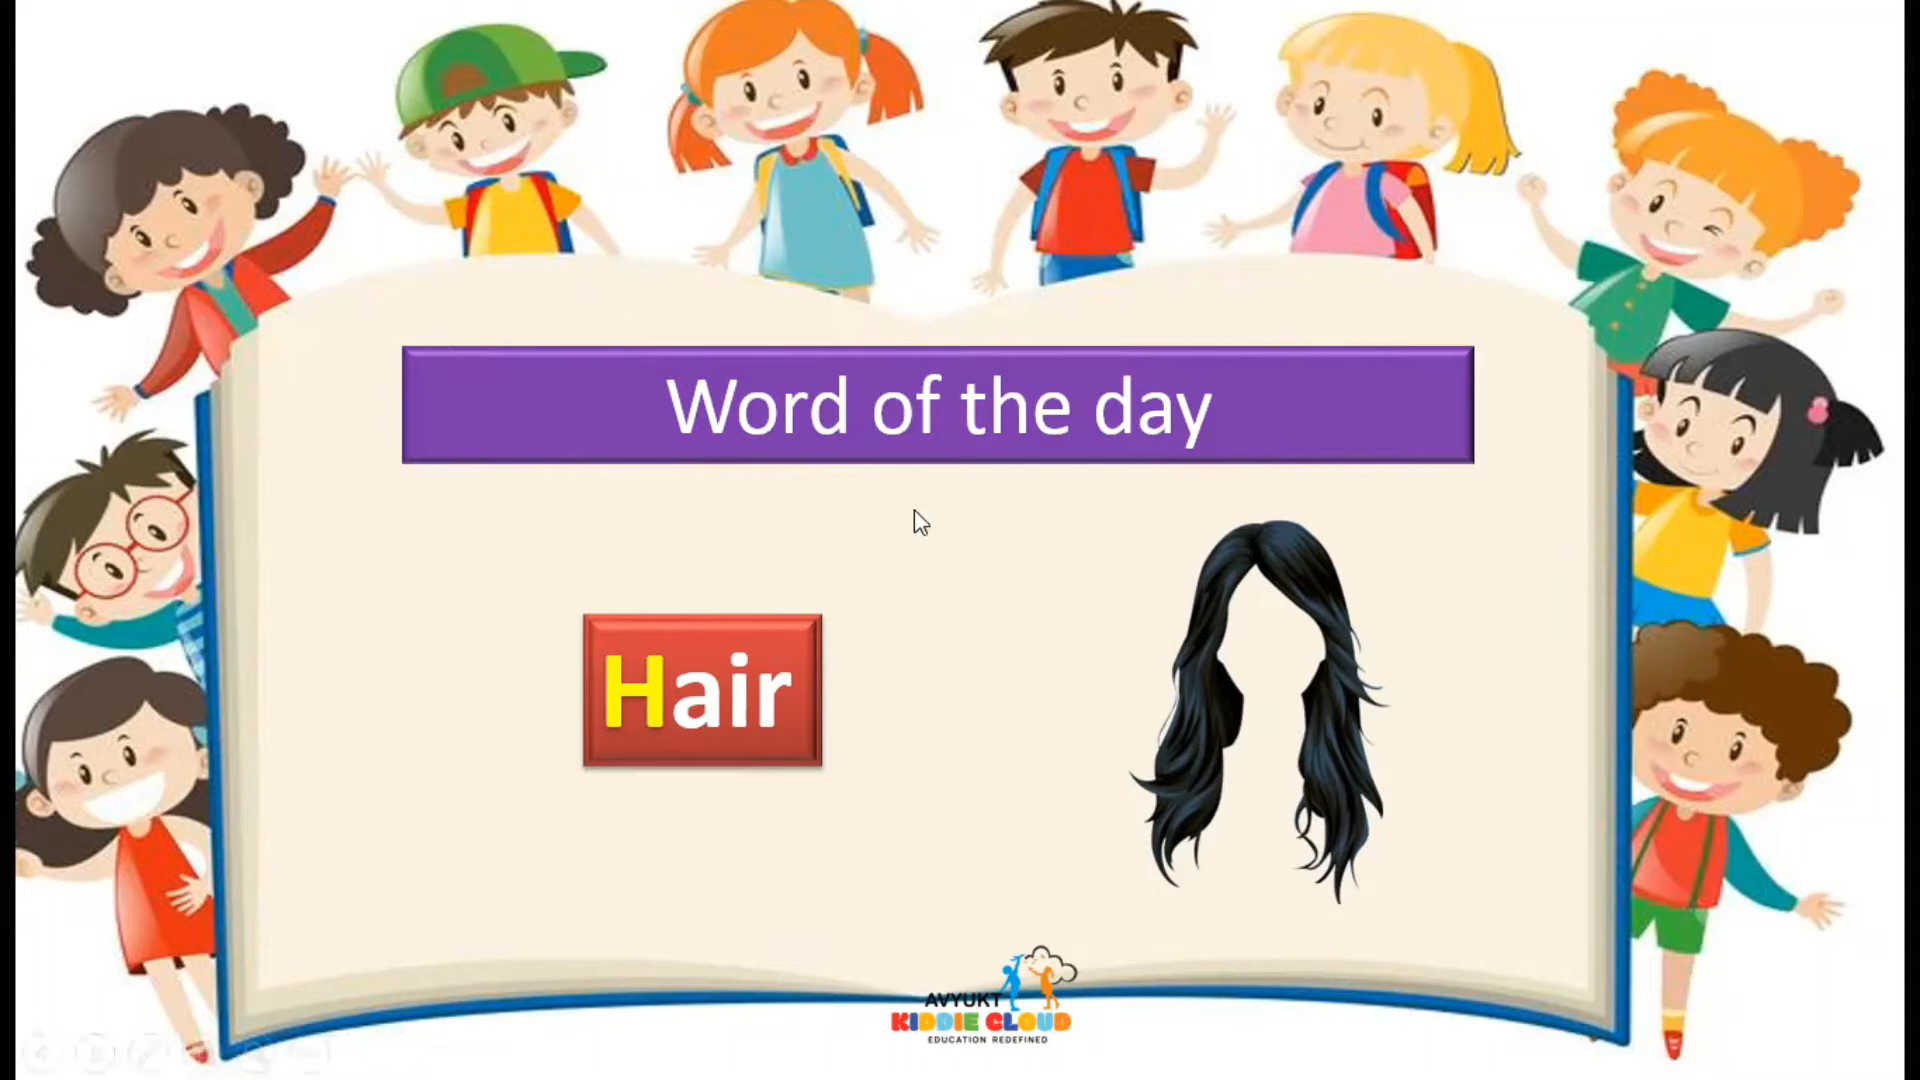 Word of the day
Hair
AVYUKT
KIDDIE CLOUD
EDUCATION REDEFINED